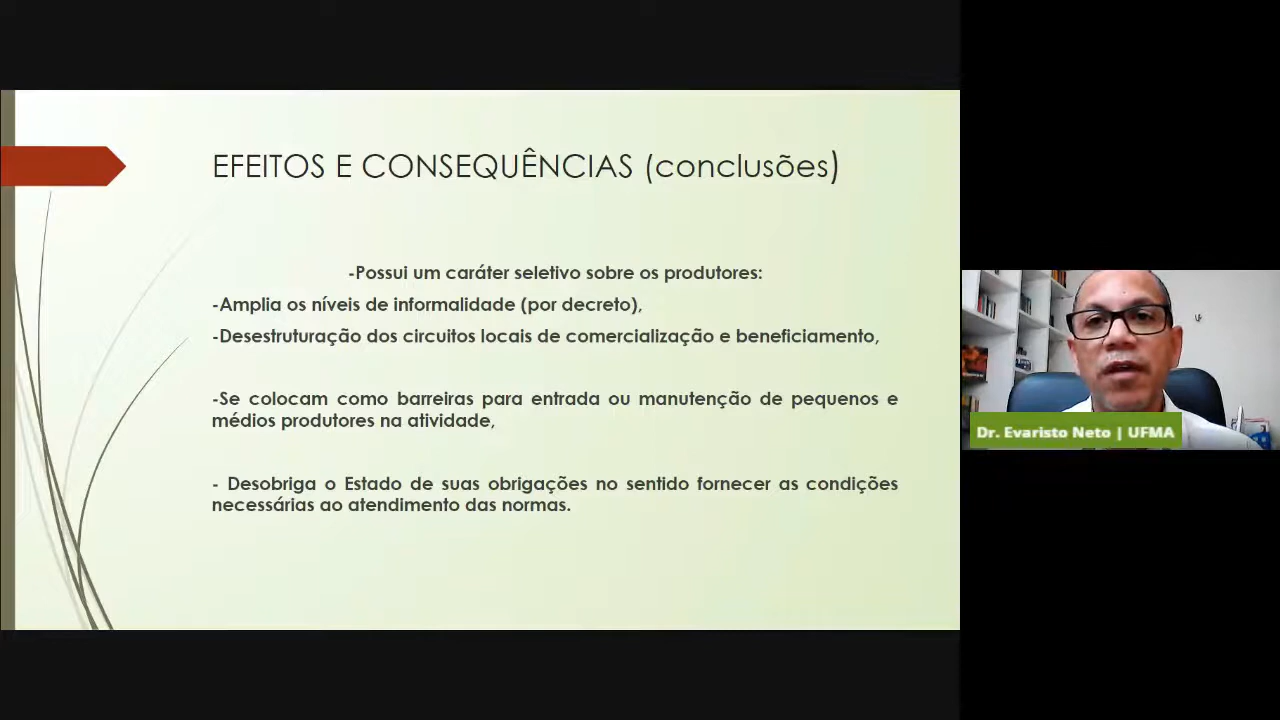 EFEITOS E CONSEQUÊNCIAS (conclusões)
-Possui um caráter seletivo sobre os produtores:
-Amplia os níveis de informalidade (por decreto),
-Desestruturação dos circuitos locais de comercialização e beneficiamento,
-Se colocam como barreiras para entrada ou manutenção de pequenos e
médios produtores na atividade,
- Desobriga o Estado de suas obrigações no sentido fornecer as condições
necessárias ao atendimento das normas.
Dr. Evaristo Neto | UFMA